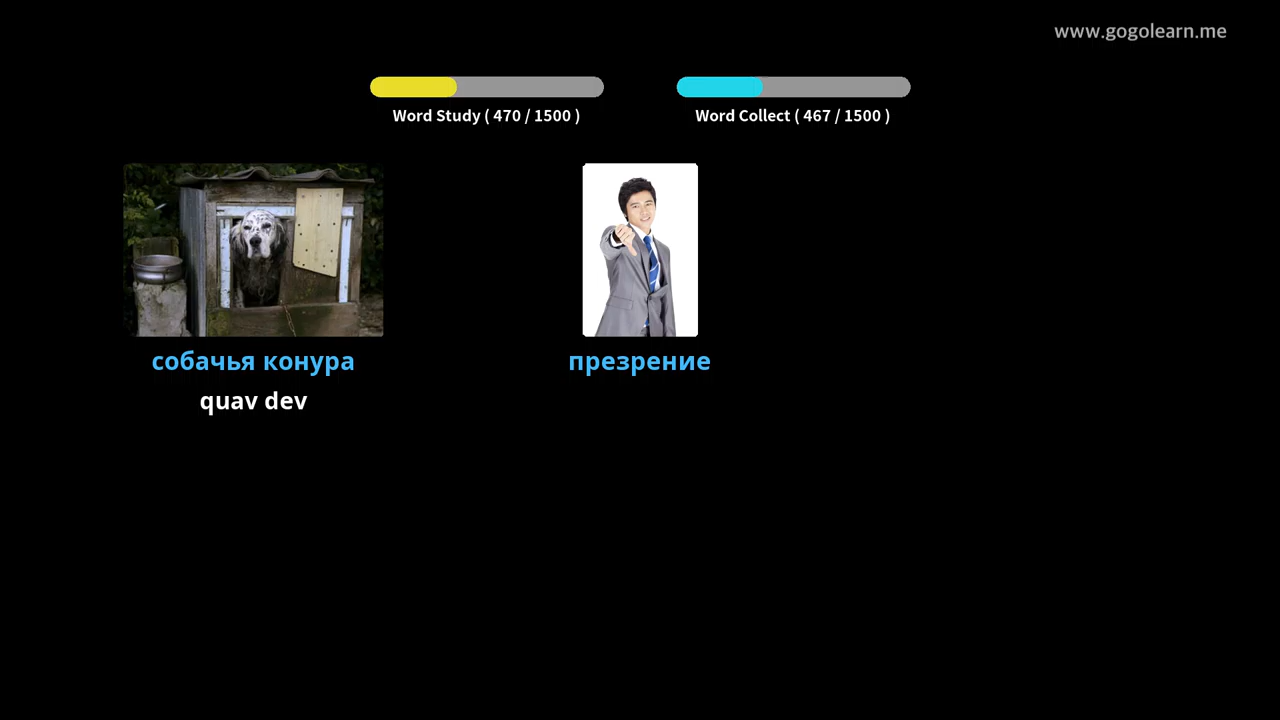 www.gogolearn.me
Word Study ( 470 / 1500 )
Word Collect ( 467 / 1500 )
собачья конура
презрение
quav dev